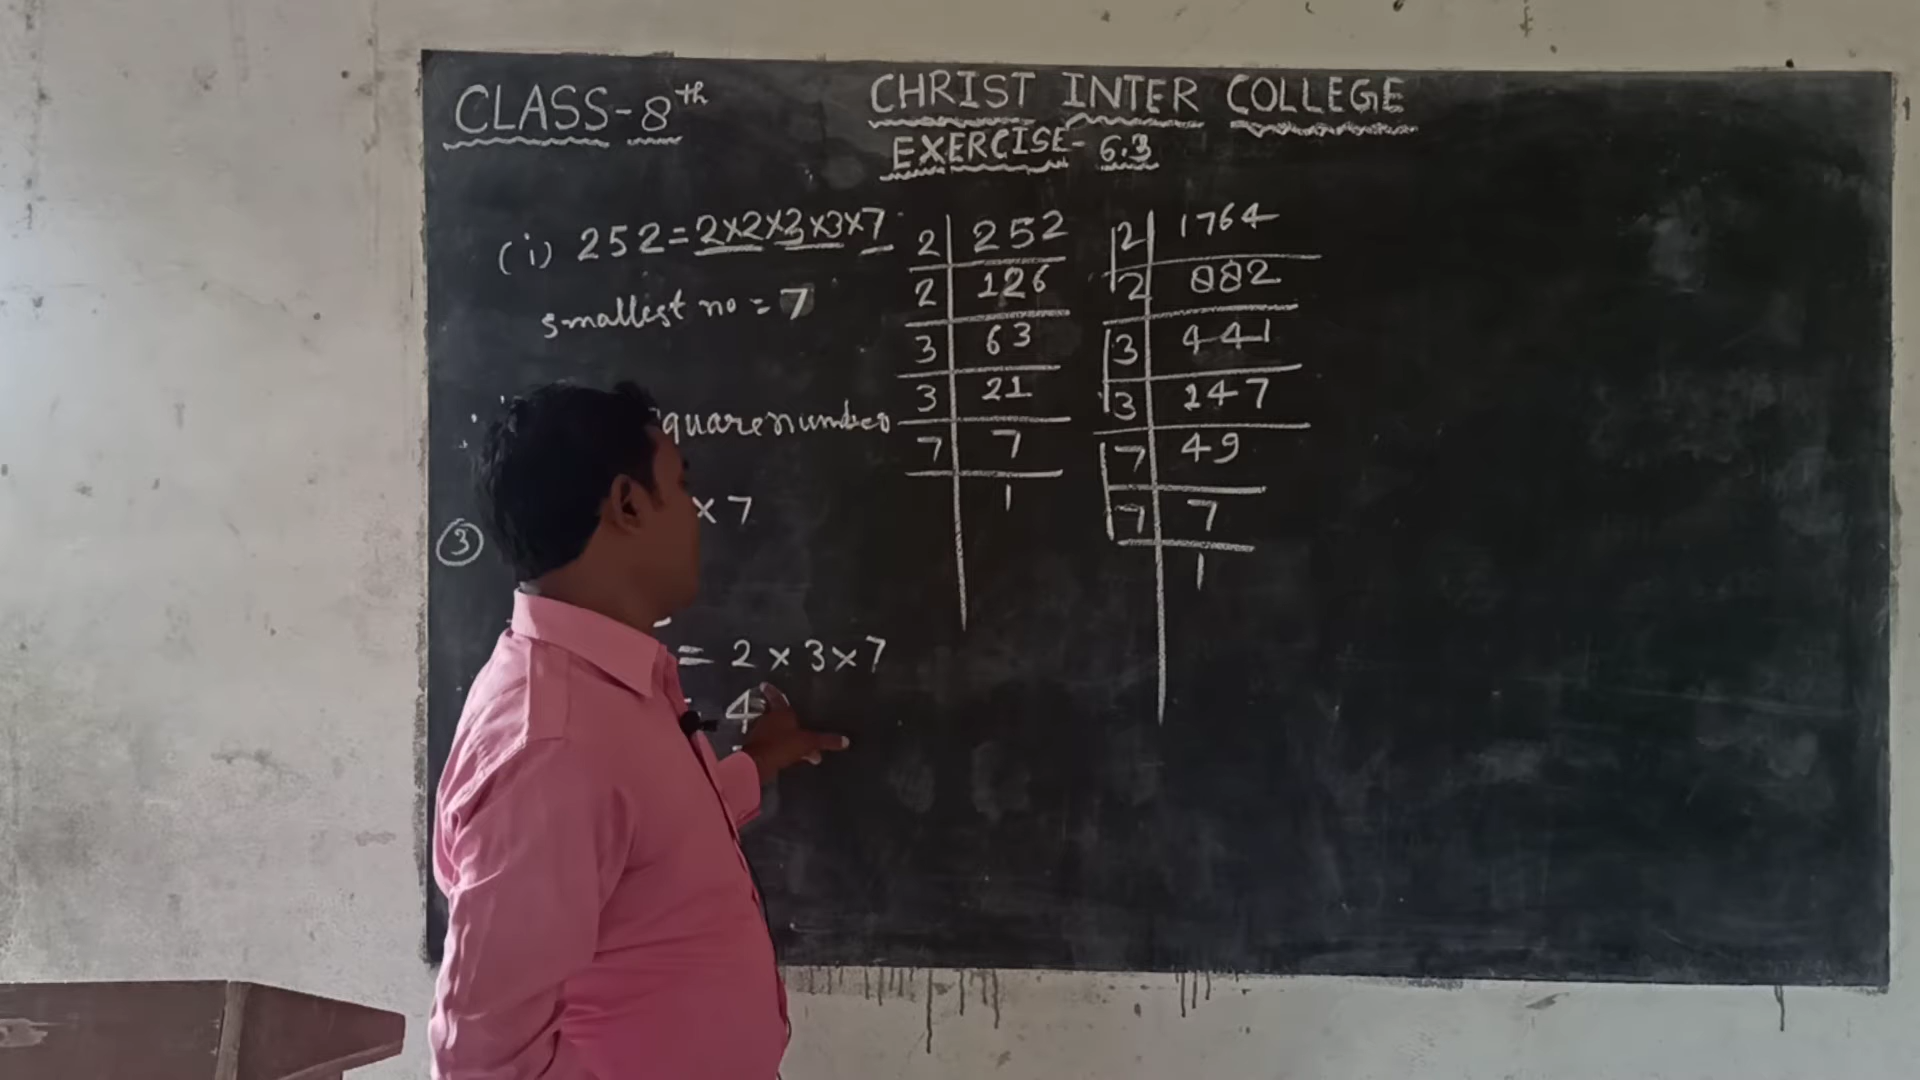 CLASS-8th
CHRIST INTER COLLEGE
EXERCISE- 6.3
(i) 252=2×2×3×3×7
smallest no = 7
quare number
× 7
3
= 2×3×7
= 4
2 252
2 126
3 63
3 21
7 7
1
2 1764
2 882
3 441
3 147
7 49
7 7
1